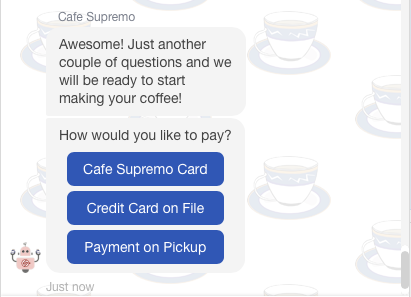 Cafe Supremo
Awesome! Just another
couple of questions and we
will be ready to start
making your coffee!
How would you like to pay?
Cafe Supremo Card
Credit Card on File
Payment on Pickup
Just now